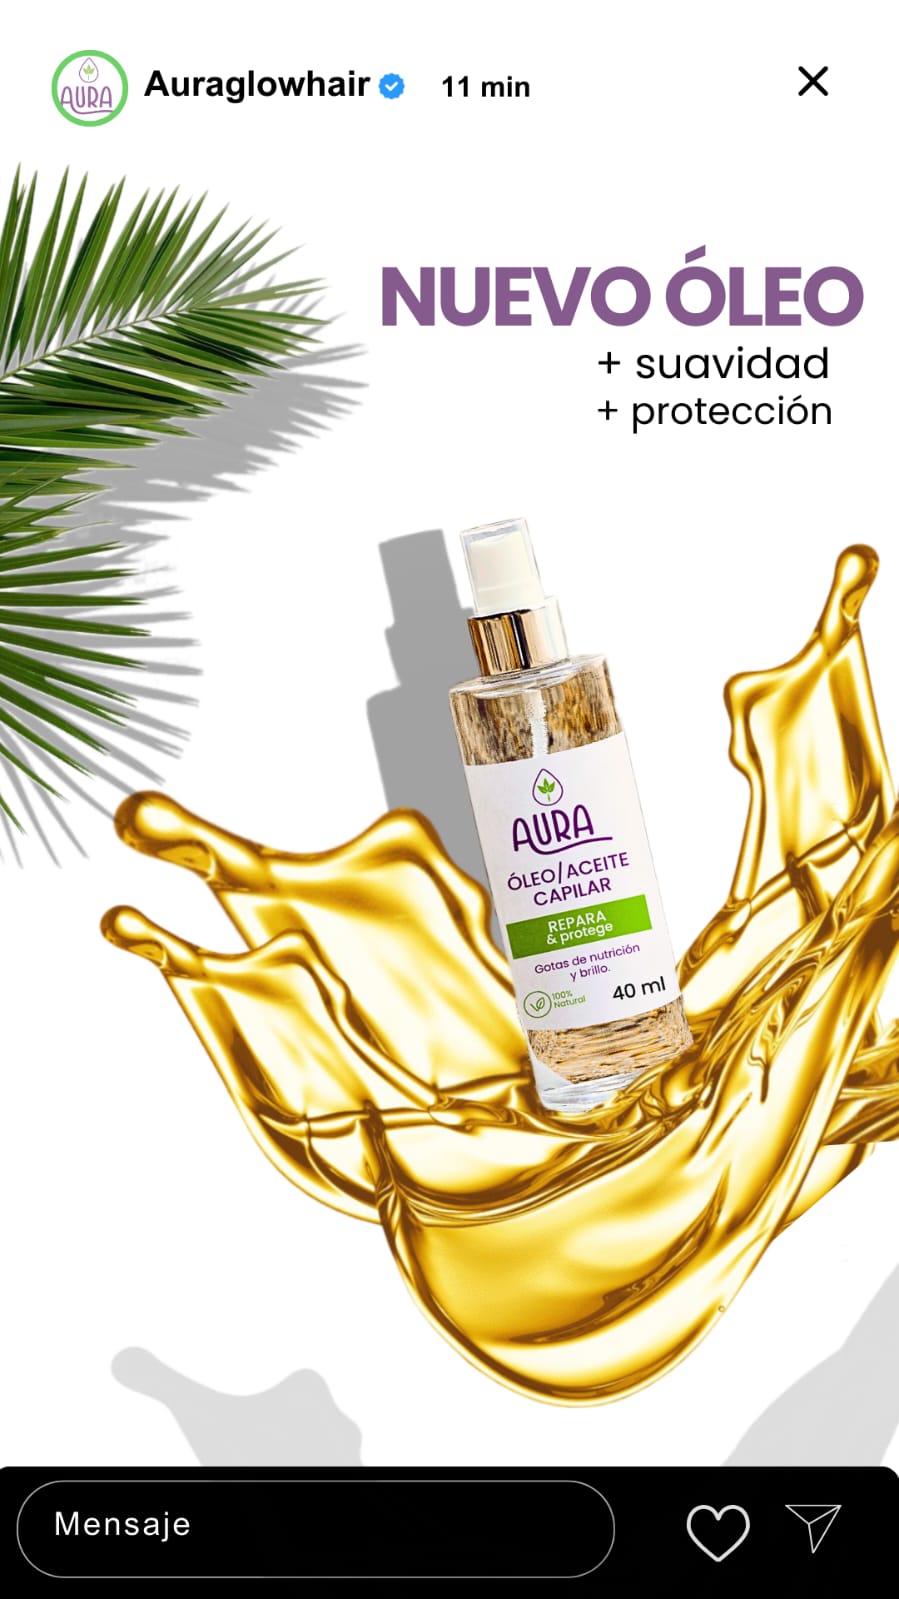 AURA
Auraglowhair
11 min
NUEVO ÓLEO
+ suavidad
+ protección
AURA
ÓLEO/ACEITE
CAPILAR
REPARA
& protege
Gotas de nutrición
y brillo.
100%
Natural
40 ml
Mensaje